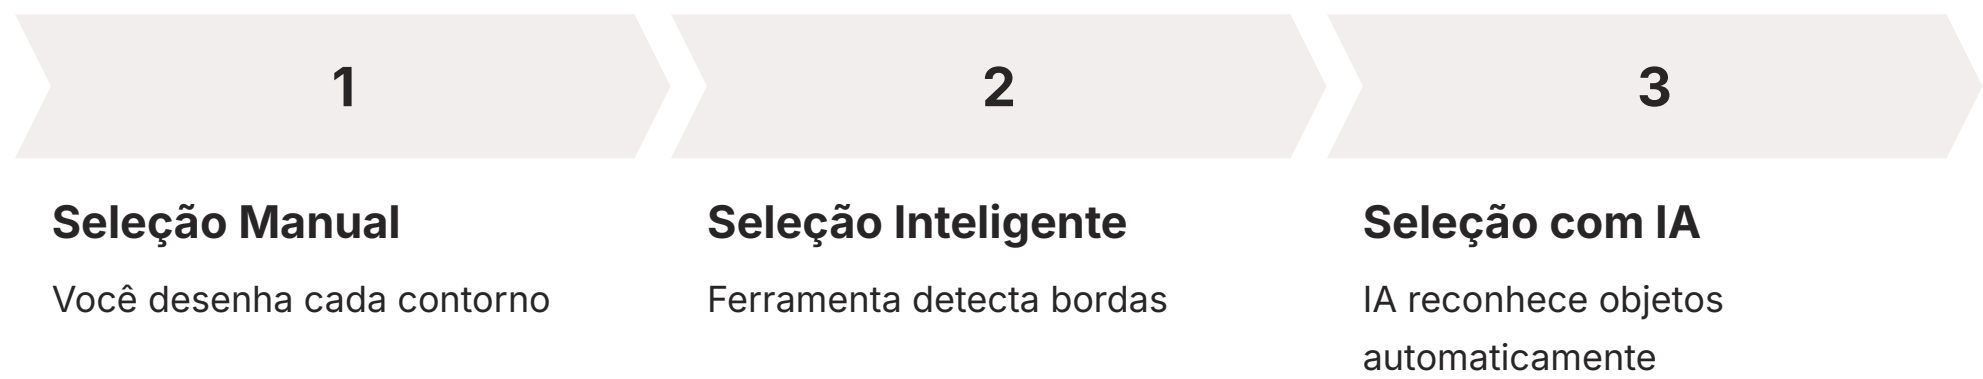 1
Seleção Manual
Você desenha cada contorno
2
Seleção Inteligente
Ferramenta detecta bordas
3
Seleção com IA
IA reconhece objetos
automaticamente